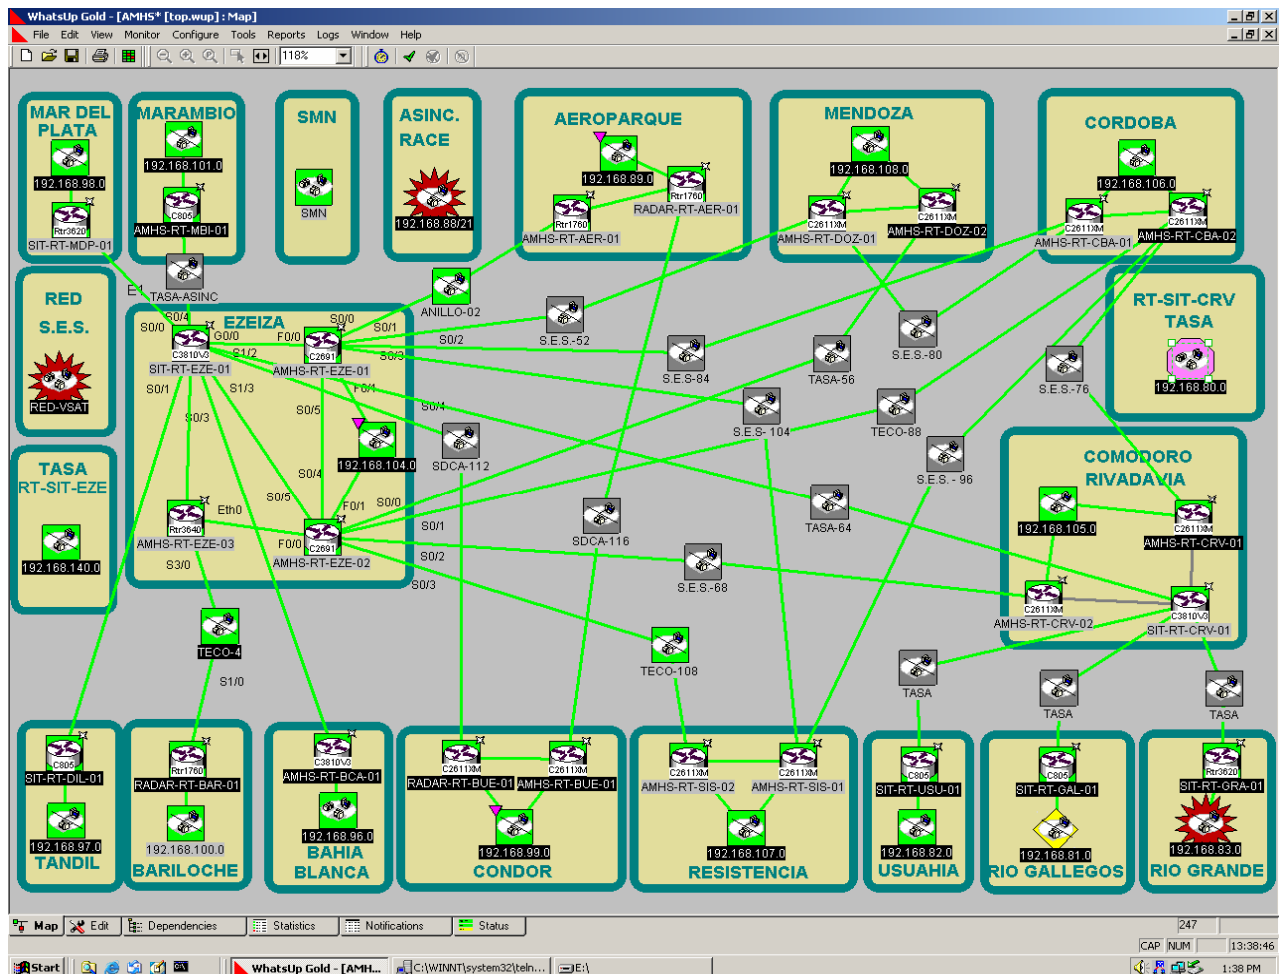 WhatsUp Gold - [AMHS* [top.wup] : Map]
File Edit View Monitor Configure Tools Reports Logs Window Help
118%
MAR DEL
PLATA
192.168.98.0
Rtr3620
SIT-RT-MDP-01
MARAMBIO
192.168.101.0
C805
AMHS-RT-MBI-01
SMN
SMN
ASINC.
RACE
192.168.88/21
AEROPARQUE
192.168.89.0
Rtr1760
RADAR-RT-AER-01
Rtr1760
AMHS-RT-AER-01
MENDOZA
192.168.108.0
C2611XM
AMHS-RT-DOZ-01
C2611XM
AMHS-RT-DOZ-02
CORDOBA
192.168.106.0
C2611XM
AMHS-RT-CBA-01
C2611XM
AMHS-RT-CBA-02
RED
S.E.S.
RED-VSAT
TASA-ASINC
ANILLO-02
S.E.S.-52
S.E.S-84
TASA-56
S.E.S.-80
S.E.S.-76
RT-SIT-CRV
TASA
192.168.80.0
EZEIZA
S0/4
S0/0
G0/0
F0/0
S0/0
S0/1
S0/2
S0/3
S0/4
C3810V3
SIT-RT-EZE-01
S1/2
C2691
AMHS-RT-EZE-01
S0/1
S1/3
S0/3
F0/1
S0/5
192.168.104.0
S0/4
S0/5
S0/0
F0/1
Eth0
S0/1
Rtr3640
AMHS-RT-EZE-03
F0/0
C2691
AMHS-RT-EZE-02
S0/2
S3/0
S0/3
SDCA-112
S.E.S- 104
TECO-88
S.E.S. - 96
TASA-64
SDCA-116
S.E.S.-68
TECO-108
TASA
RT-SIT-EZE
192.168.140.0
COMODORO
RIVADAVIA
192.168.105.0
C2611XM
AMHS-RT-CRV-01
C2611XM
AMHS-RT-CRV-02
C3810V3
SIT-RT-CRV-01
TECO-4
S1/0
TASA
TASA
TASA
C805
SIT-RT-DIL-01
192.168.97.0
TANDIL
Rtr1760
RADAR-RT-BAR-01
192.168.100.0
BARILOCHE
C3810V3
AMHS-RT-BCA-01
192.168.96.0
BAHIA
BLANCA
C2611XM
RADAR-RT-BUE-01
C2611XM
AMHS-RT-BUE-01
192.168.99.0
CONDOR
C2611XM
AMHS-RT-SIS-02
C2611XM
AMHS-RT-SIS-01
192.168.107.0
RESISTENCIA
C805
SIT-RT-USU-01
192.168.82.0
USUAHIA
C805
SIT-RT-GAL-01
192.168.81.0
RIO GALLEGOS
Rtr3620
SIT-RT-GRA-01
192.168.83.0
RIO GRANDE
Map Edit Dependencies Statistics Notifications Status
247
CAP NUM 13:38:46
Start WhatsUp Gold - [AMH... C:\WINNT\system32\teln... E:\ 1:38 PM